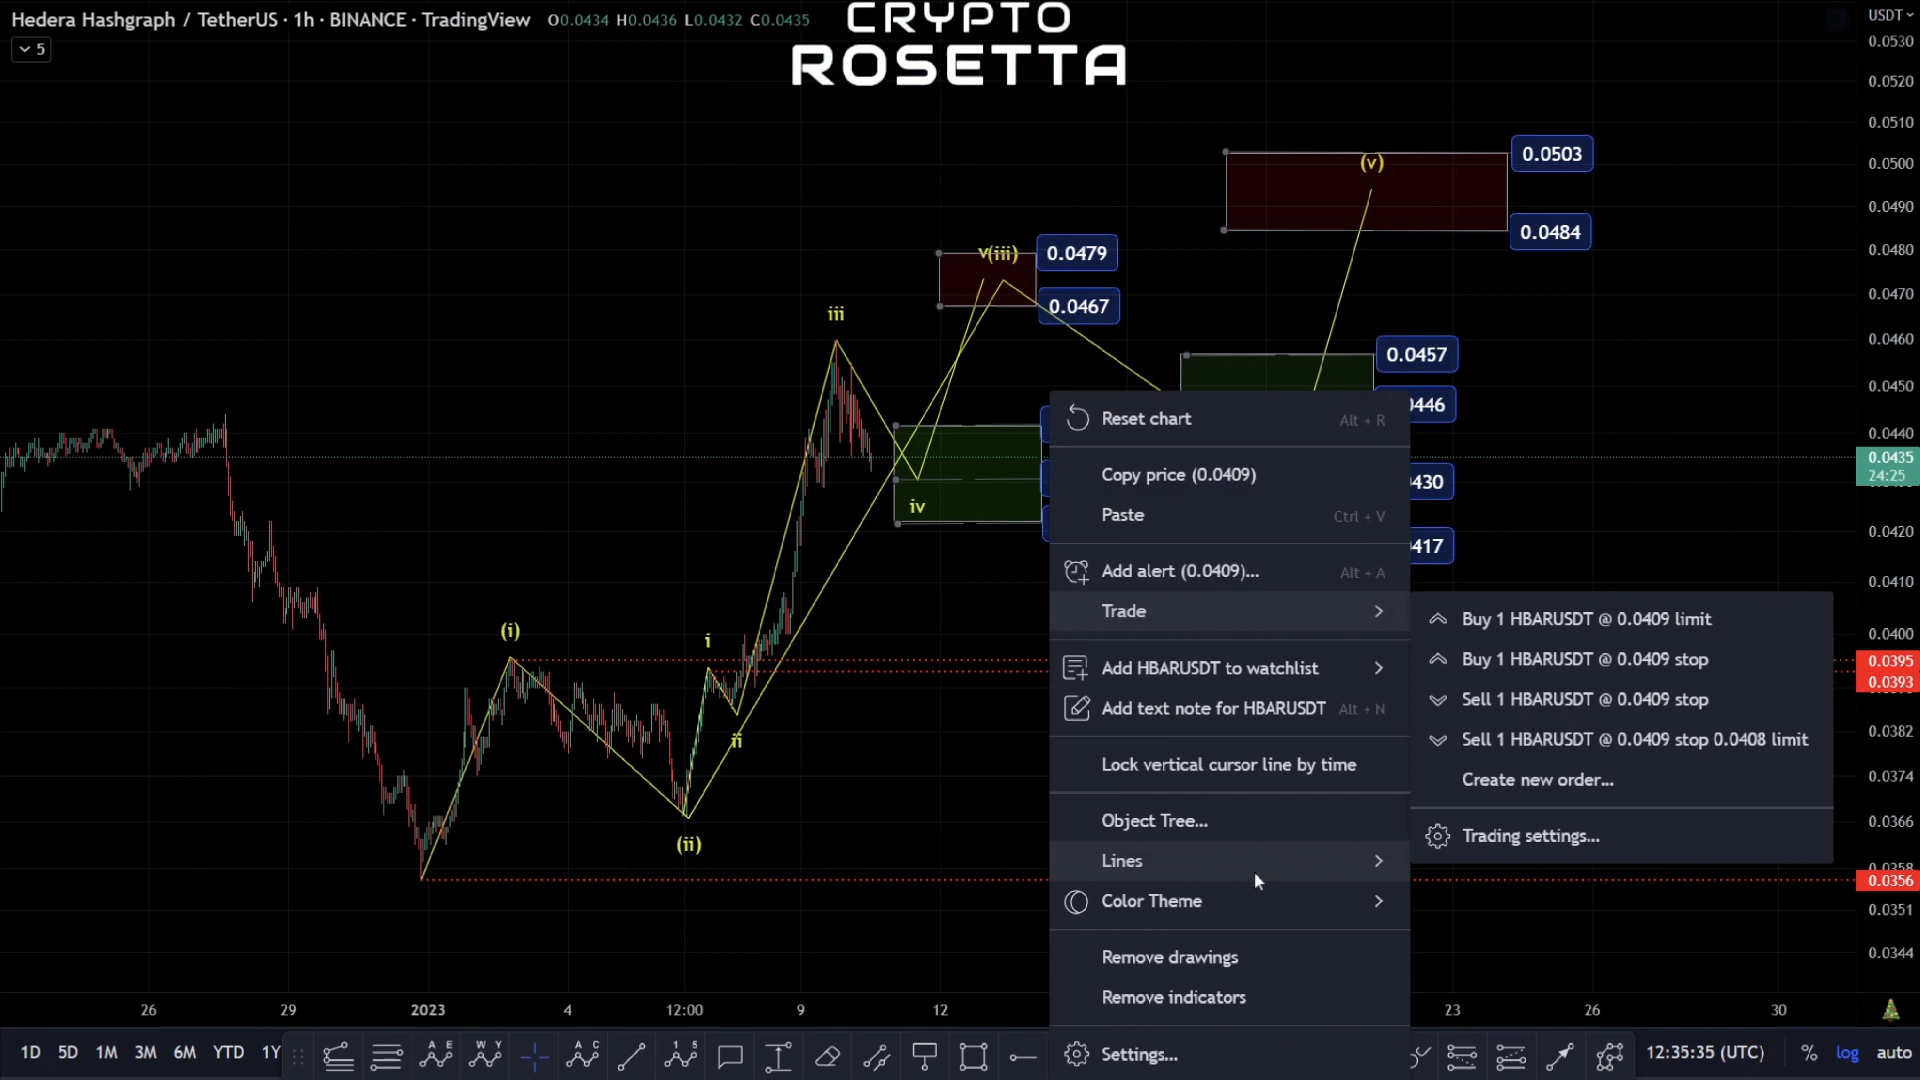 Hedera Hashgraph / TetherUS · 1h · BINANCE · TradingView O0.0434 H0.0436 L0.0432 C0.0435
5
CRYPTO
ROSETTA
USDT
0.0530
0.0520
0.0510
0.0500
0.0490
0.0480
0.0470
0.0460
0.0450
0.0440
0.0435
24:25
0.0420
0.0410
0.0400
0.0395
0.0393
0.0382
0.0374
0.0366
0.0358
0.0356
0.0351
0.0344
(v)
0.0503
0.0484
v(iii)
0.0479
0.0467
iii
0.0457
0446
0430
0417
iv
(i)
i
ii
(ii)
Reset chart Alt + R
Copy price (0.0409)
Paste Ctrl + V
Add alert (0.0409)... Alt + A
Trade
Add HBARUSDT to watchlist
Add text note for HBARUSDT Alt + N
Lock vertical cursor line by time
Object Tree...
Lines
Color Theme
Remove drawings
Remove indicators
Settings...
Buy 1 HBARUSDT @ 0.0409 limit
Buy 1 HBARUSDT @ 0.0409 stop
Sell 1 HBARUSDT @ 0.0409 stop
Sell 1 HBARUSDT @ 0.0409 stop 0.0408 limit
Create new order...
Trading settings...
26 29 2023 4 12:00 9 12 23 26 30
1D 5D 1M 3M 6M YTD 1Y
A E
W Y
A C
1 5
12:35:35 (UTC) % log auto